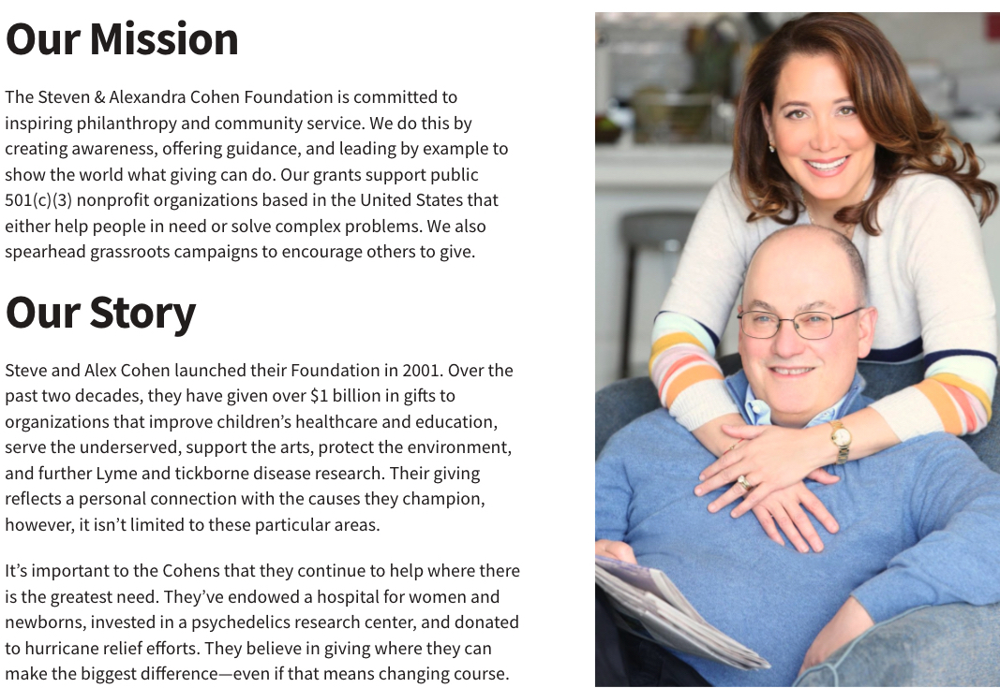 Our Mission
The Steven & Alexandra Cohen Foundation is committed to
inspiring philanthropy and community service. We do this by
creating awareness, offering guidance, and leading by example to
show the world what giving can do. Our grants support public
501(c)(3) nonprofit organizations based in the United States that
either help people in need or solve complex problems. We also
spearhead grassroots campaigns to encourage others to give.
Our Story
Steve and Alex Cohen launched their Foundation in 2001. Over the
past two decades, they have given over $1 billion in gifts to
organizations that improve children’s healthcare and education,
serve the underserved, support the arts, protect the environment,
and further Lyme and tickborne disease research. Their giving
reflects a personal connection with the causes they champion,
however, it isn’t limited to these particular areas.
It’s important to the Cohens that they continue to help where there
is the greatest need. They’ve endowed a hospital for women and
newborns, invested in a psychedelics research center, and donated
to hurricane relief efforts. They believe in giving where they can
make the biggest difference—even if that means changing course.